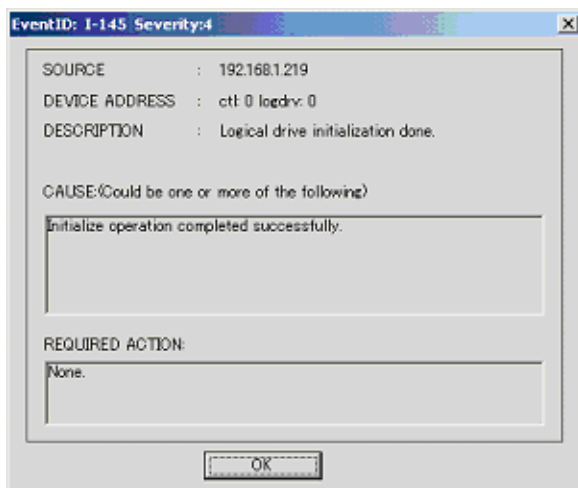 EventID: I-145 Severity:4
SOURCE : 192.168.1.219
DEVICE ADDRESS : ctl: 0 logdrv: 0
DESCRIPTION : Logical drive initialization done.
CAUSE:(Could be one or more of the following)
Initialize operation completed successfully.
REQUIRED ACTION:
None.
OK